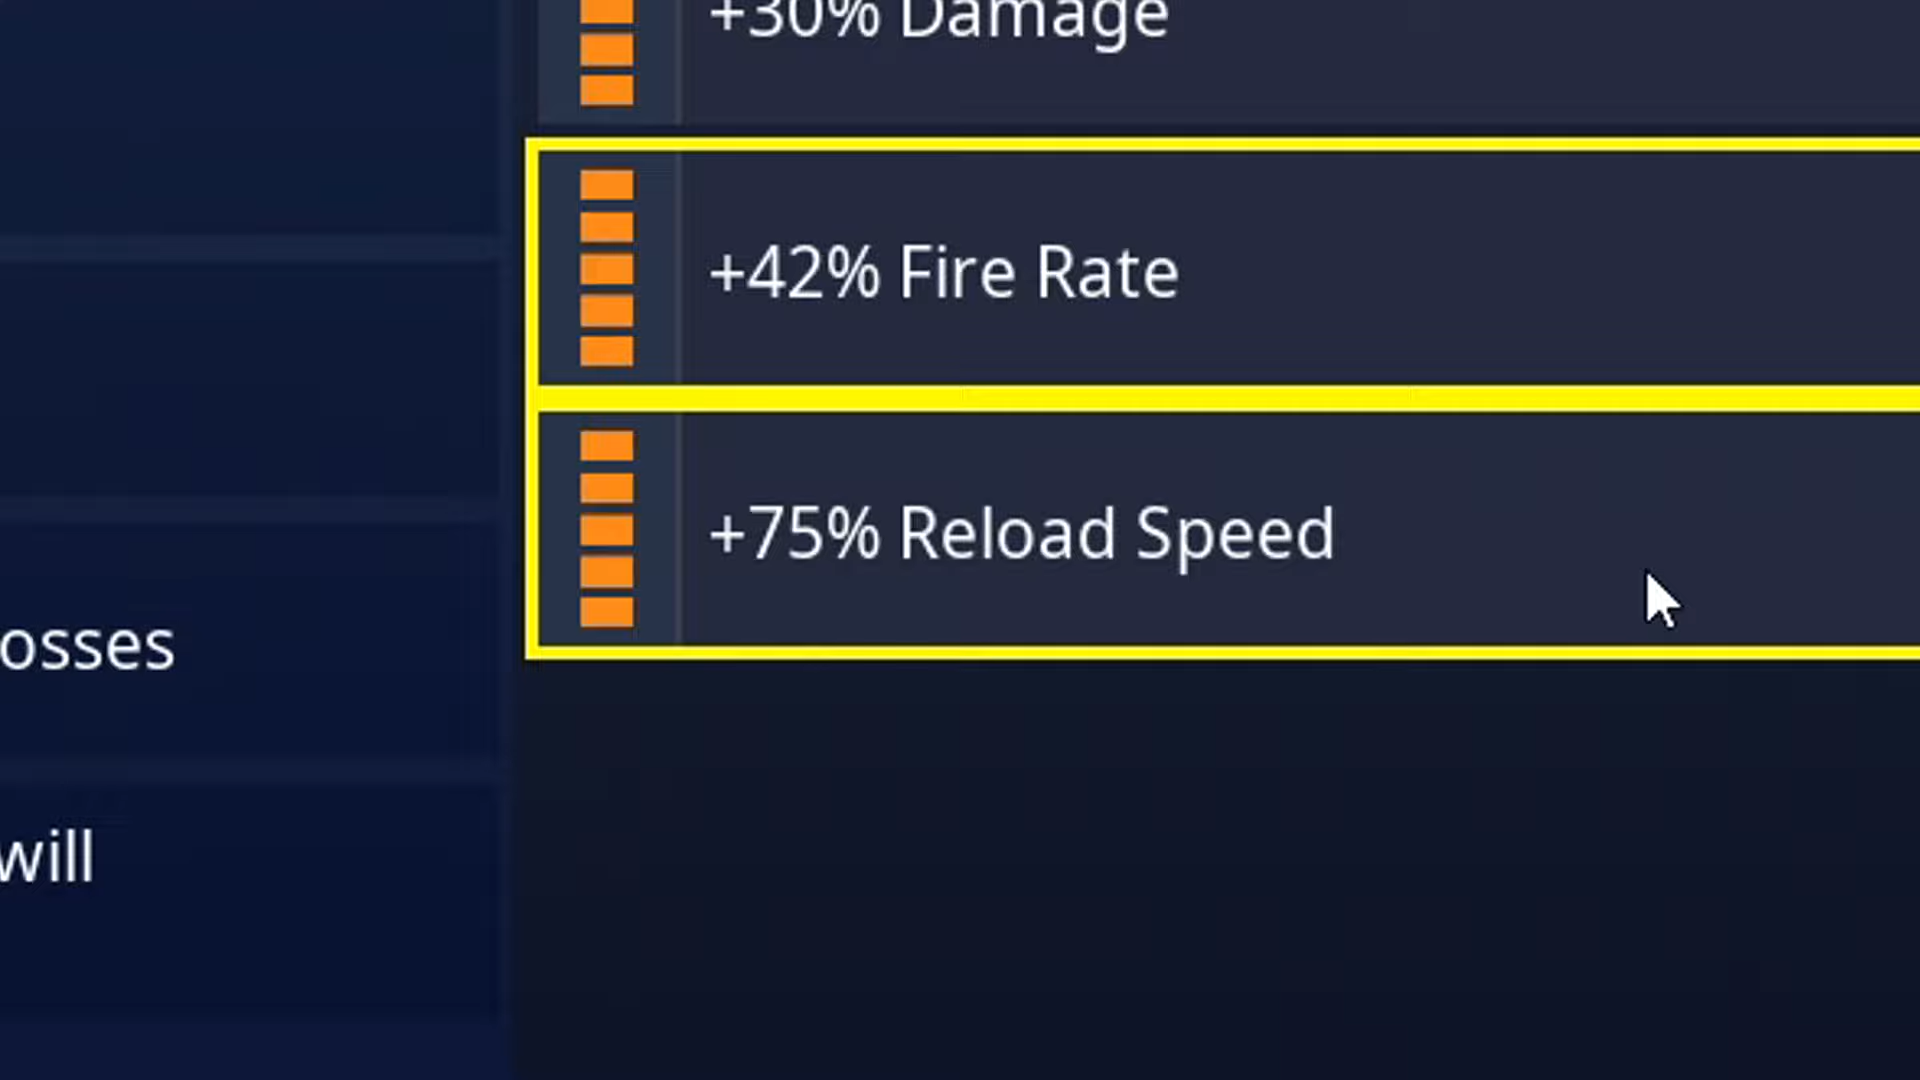 +30% Damage
+42% Fire Rate
+75% Reload Speed
osses
will